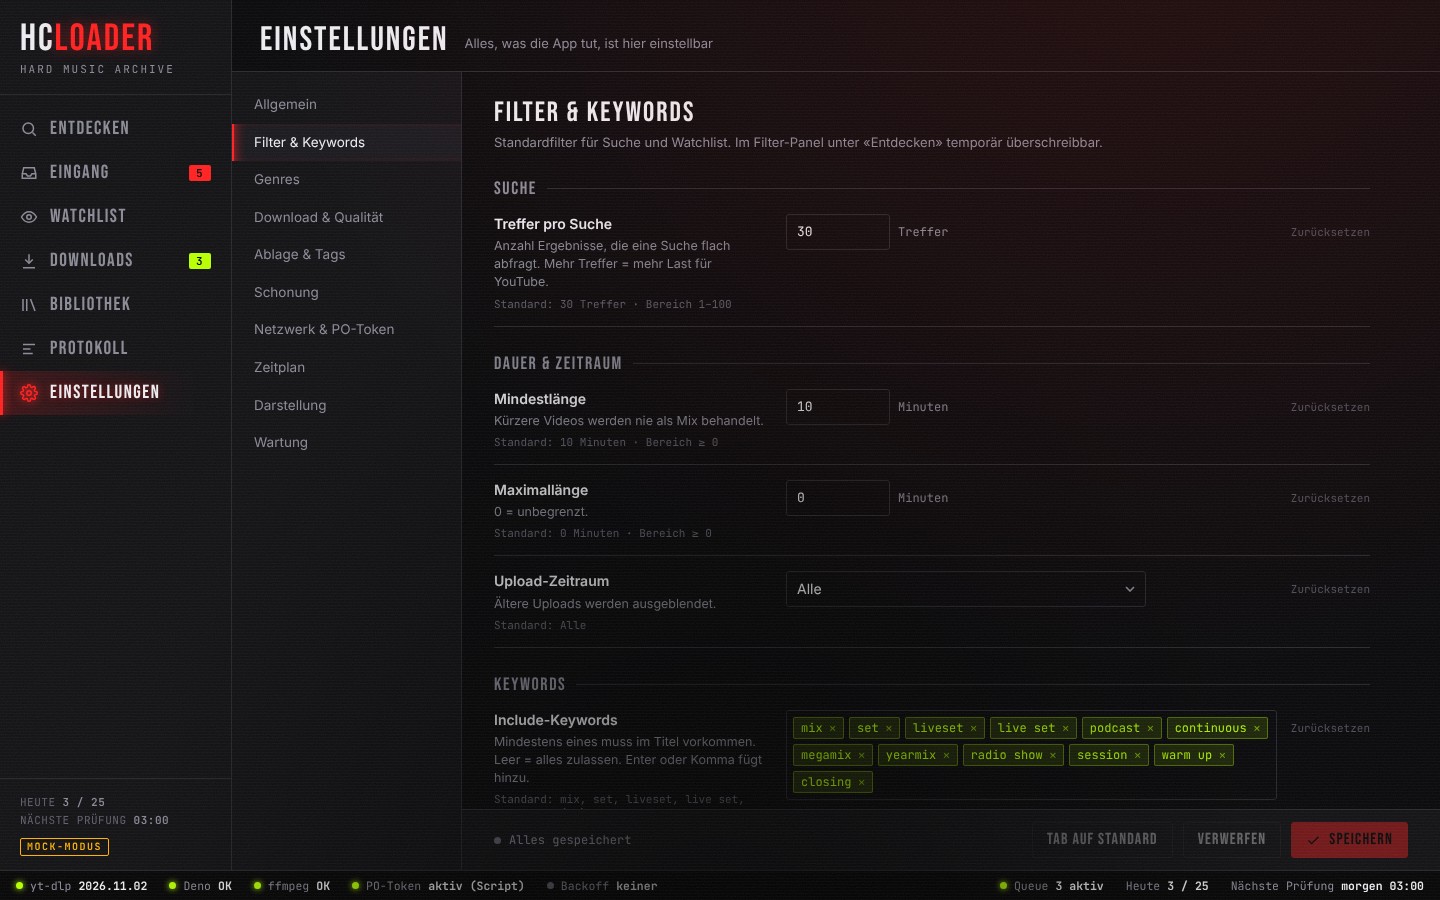 HCLOADER
HARD MUSIC ARCHIVE
ENTDECKEN
EINGANG 5
WATCHLIST
DOWNLOADS 3
BIBLIOTHEK
PROTOKOLL
EINSTELLUNGEN
HEUTE 3 / 25
NÄCHSTE PRÜFUNG 03:00
MOCK-MODUS
EINSTELLUNGEN Alles, was die App tut, ist hier einstellbar
Allgemein
Filter & Keywords
Genres
Download & Qualität
Ablage & Tags
Schonung
Netzwerk & PO-Token
Zeitplan
Darstellung
Wartung
FILTER & KEYWORDS
Standardfilter für Suche und Watchlist. Im Filter-Panel unter «Entdecken» temporär überschreibbar.
SUCHE
Treffer pro Suche
Anzahl Ergebnisse, die eine Suche flach
abfragt. Mehr Treffer = mehr Last für
YouTube.
Standard: 30 Treffer · Bereich 1–100
30 Treffer Zurücksetzen
DAUER & ZEITRAUM
Mindestlänge
Kürzere Videos werden nie als Mix behandelt.
Standard: 10 Minuten · Bereich ≥ 0
10 Minuten Zurücksetzen
Maximallänge
0 = unbegrenzt.
Standard: 0 Minuten · Bereich ≥ 0
0 Minuten Zurücksetzen
Upload-Zeitraum
Ältere Uploads werden ausgeblendet.
Standard: Alle
Alle Zurücksetzen
KEYWORDS
Include-Keywords
Mindestens eines muss im Titel vorkommen.
Leer = alles zulassen. Enter oder Komma fügt
hinzu.
Standard: mix, set, liveset, live set,
mix × set × liveset × live set × podcast × continuous ×
megamix × yearmix × radio show × session × warm up ×
closing ×
Zurücksetzen
Alles gespeichert TAB AUF STANDARD VERWERFEN SPEICHERN
yt-dlp 2026.11.02 Deno OK ffmpeg OK PO-Token aktiv (Script) Backoff keiner Queue 3 aktiv Heute 3 / 25 Nächste Prüfung morgen 03:00